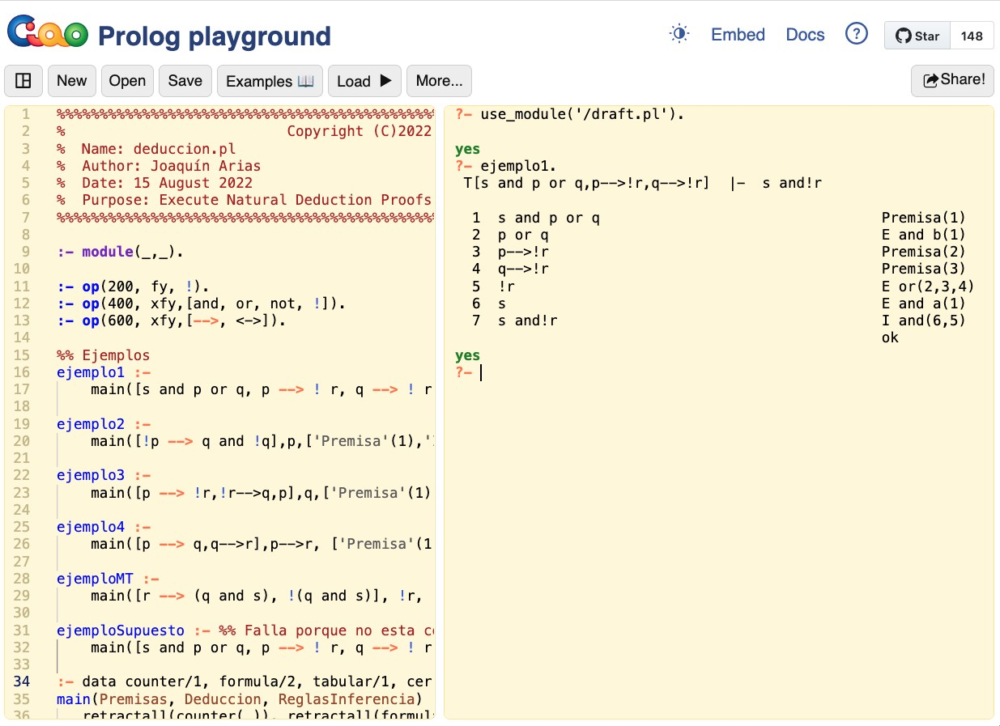 Ciao Prolog playground
Embed Docs ? Star 148
New Open Save Examples Load More... Share!
1 %%%%%%%%%%%%%%%%%%%%%%%%%%%%%%%%%%%%%%%%%%%%
2 % Copyright (C)2022
3 % Name: deduccion.pl
4 % Author: Joaquín Arias
5 % Date: 15 August 2022
6 % Purpose: Execute Natural Deduction Proofs
7 %%%%%%%%%%%%%%%%%%%%%%%%%%%%%%%%%%%%%%%%%%%%
8
9 :- module(_,_).
10
11 :- op(200, fy, !).
12 :- op(400, xfy,[and, or, not, !]).
13 :- op(600, xfy,[-->, <->]).
14
15 %% Ejemplos
16 ejemplo1 :-
17 main([s and p or q, p --> ! r, q --> ! r
18
19 ejemplo2 :-
20 main([!p --> q and !q],p,['Premisa'(1),'
21
22 ejemplo3 :-
23 main([p --> !r,!r-->q,p],q,['Premisa'(1)
24
25 ejemplo4 :-
26 main([p --> q,q-->r],p-->r, ['Premisa'(1
27
28 ejemploMT :-
29 main([r --> (q and s), !(q and s)], !r,
30
31 ejemploSupuesto :- %% Falla porque no esta c
32 main([s and p or q, p --> ! r, q --> ! r
33
34 :- data counter/1, formula/2, tabular/1, cer
35 main(Premisas, Deduccion, ReglasInferencia)
36 retractall(counter(_)), retractall(formul
?- use_module('/draft.pl').
yes
?- ejemplo1.
T[s and p or q,p-->!r,q-->!r] |- s and!r
1 s and p or q Premisa(1)
2 p or q E and b(1)
3 p-->!r Premisa(2)
4 q-->!r Premisa(3)
5 !r E or(2,3,4)
6 s E and a(1)
7 s and!r I and(6,5)
ok
yes
?-